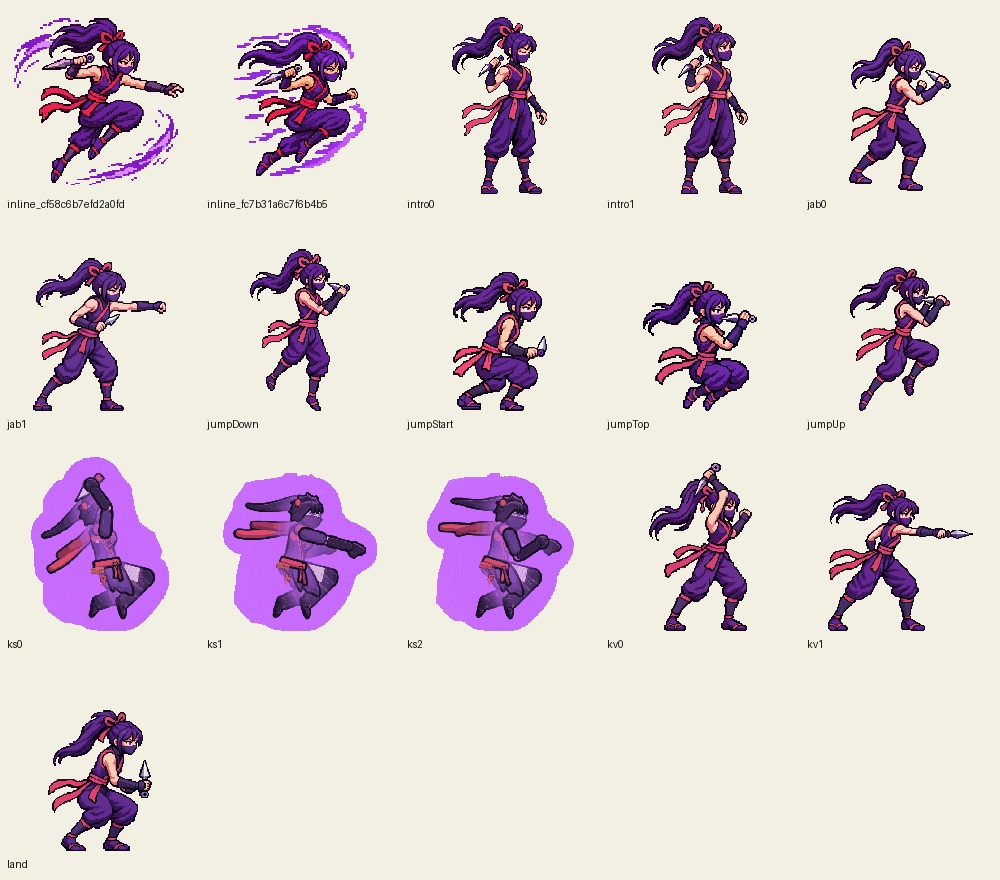 inline_cf58c6b7efd2a0fd
inline_fc7b31a6c7f6b4b5
intro0
intro1
jab0
jab1
jumpDown
jumpStart
jumpTop
jumpUp
ks0
ks1
ks2
kv0
kv1
land